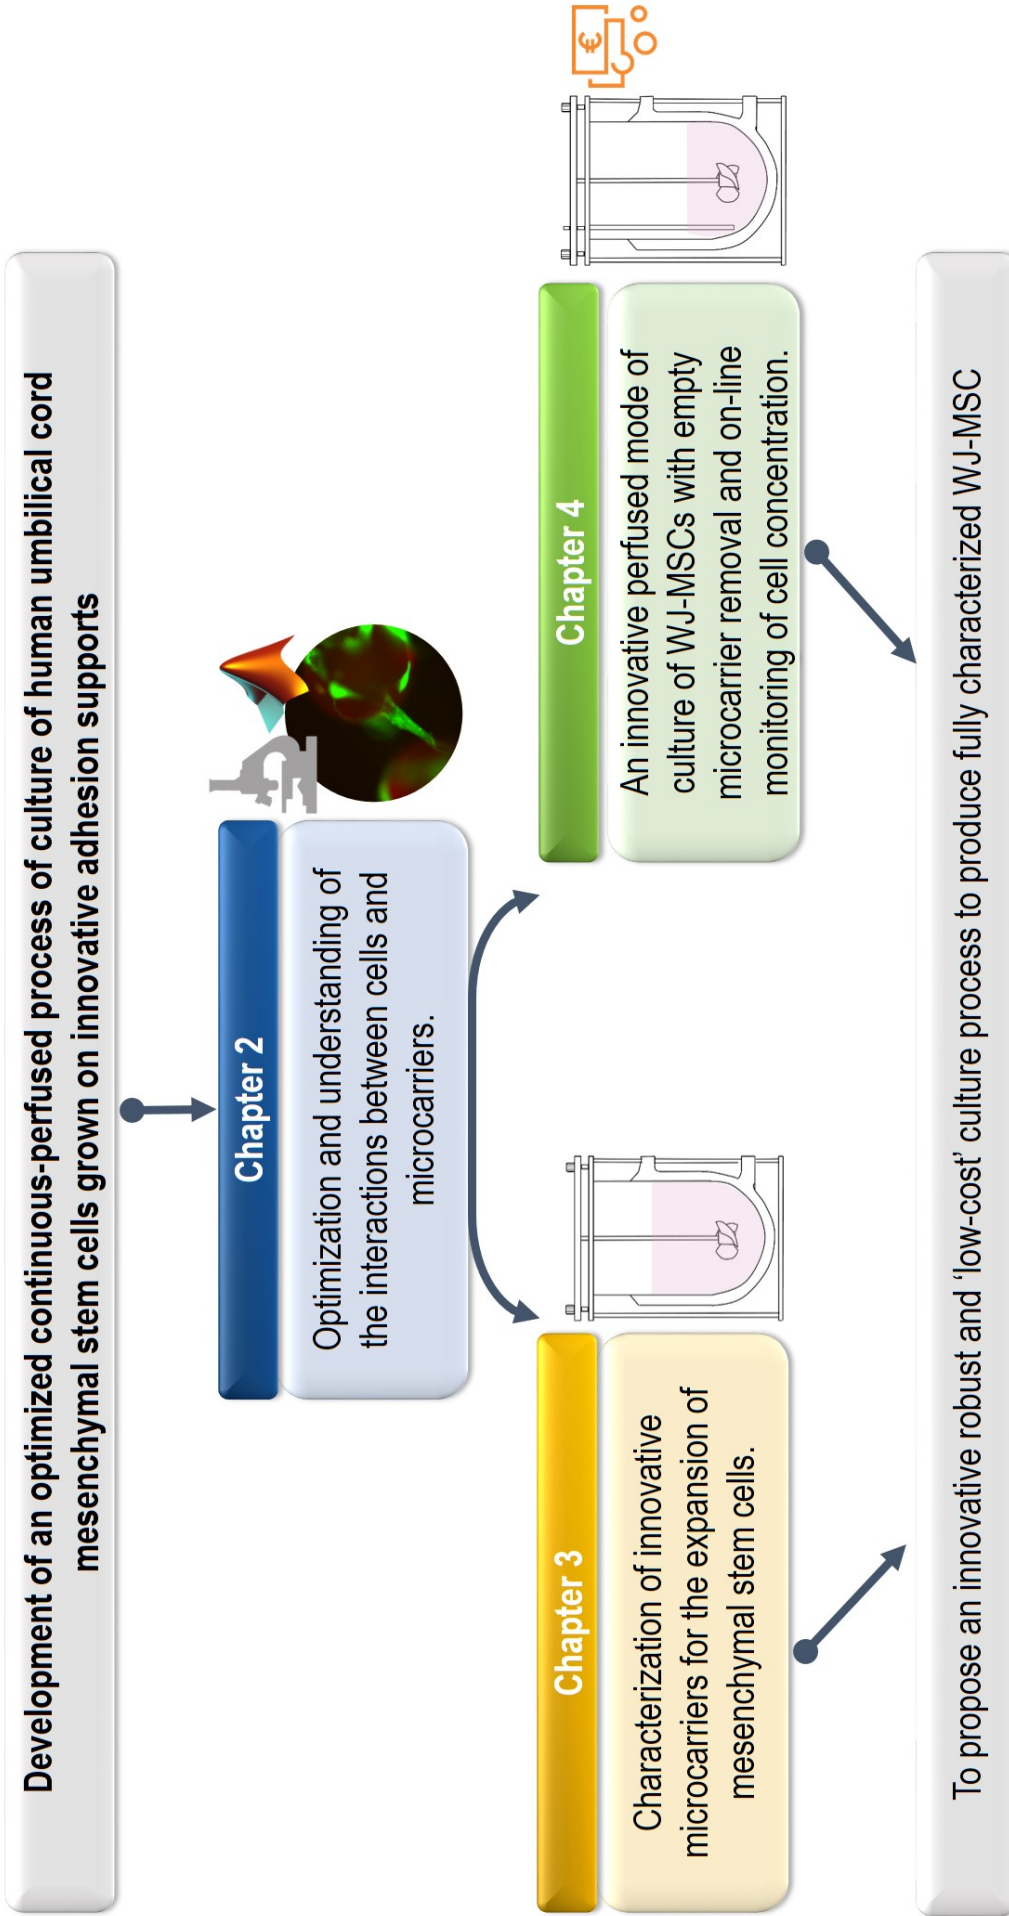 Development of an optimized continuous-perfused process of culture of human umbilical cord
mesenchymal stem cells grown on innovative adhesion supports
Chapter 2
Optimization and understanding of
the interactions between cells and
microcarriers.
Chapter 3
Characterization of innovative
microcarriers for the expansion of
mesenchymal stem cells.
Chapter 4
An innovative perfused mode of
culture of WJ-MSCs with empty
microcarrier removal and on-line
monitoring of cell concentration.
€
To propose an innovative robust and ‘low-cost’ culture process to produce fully characterized WJ-MSC